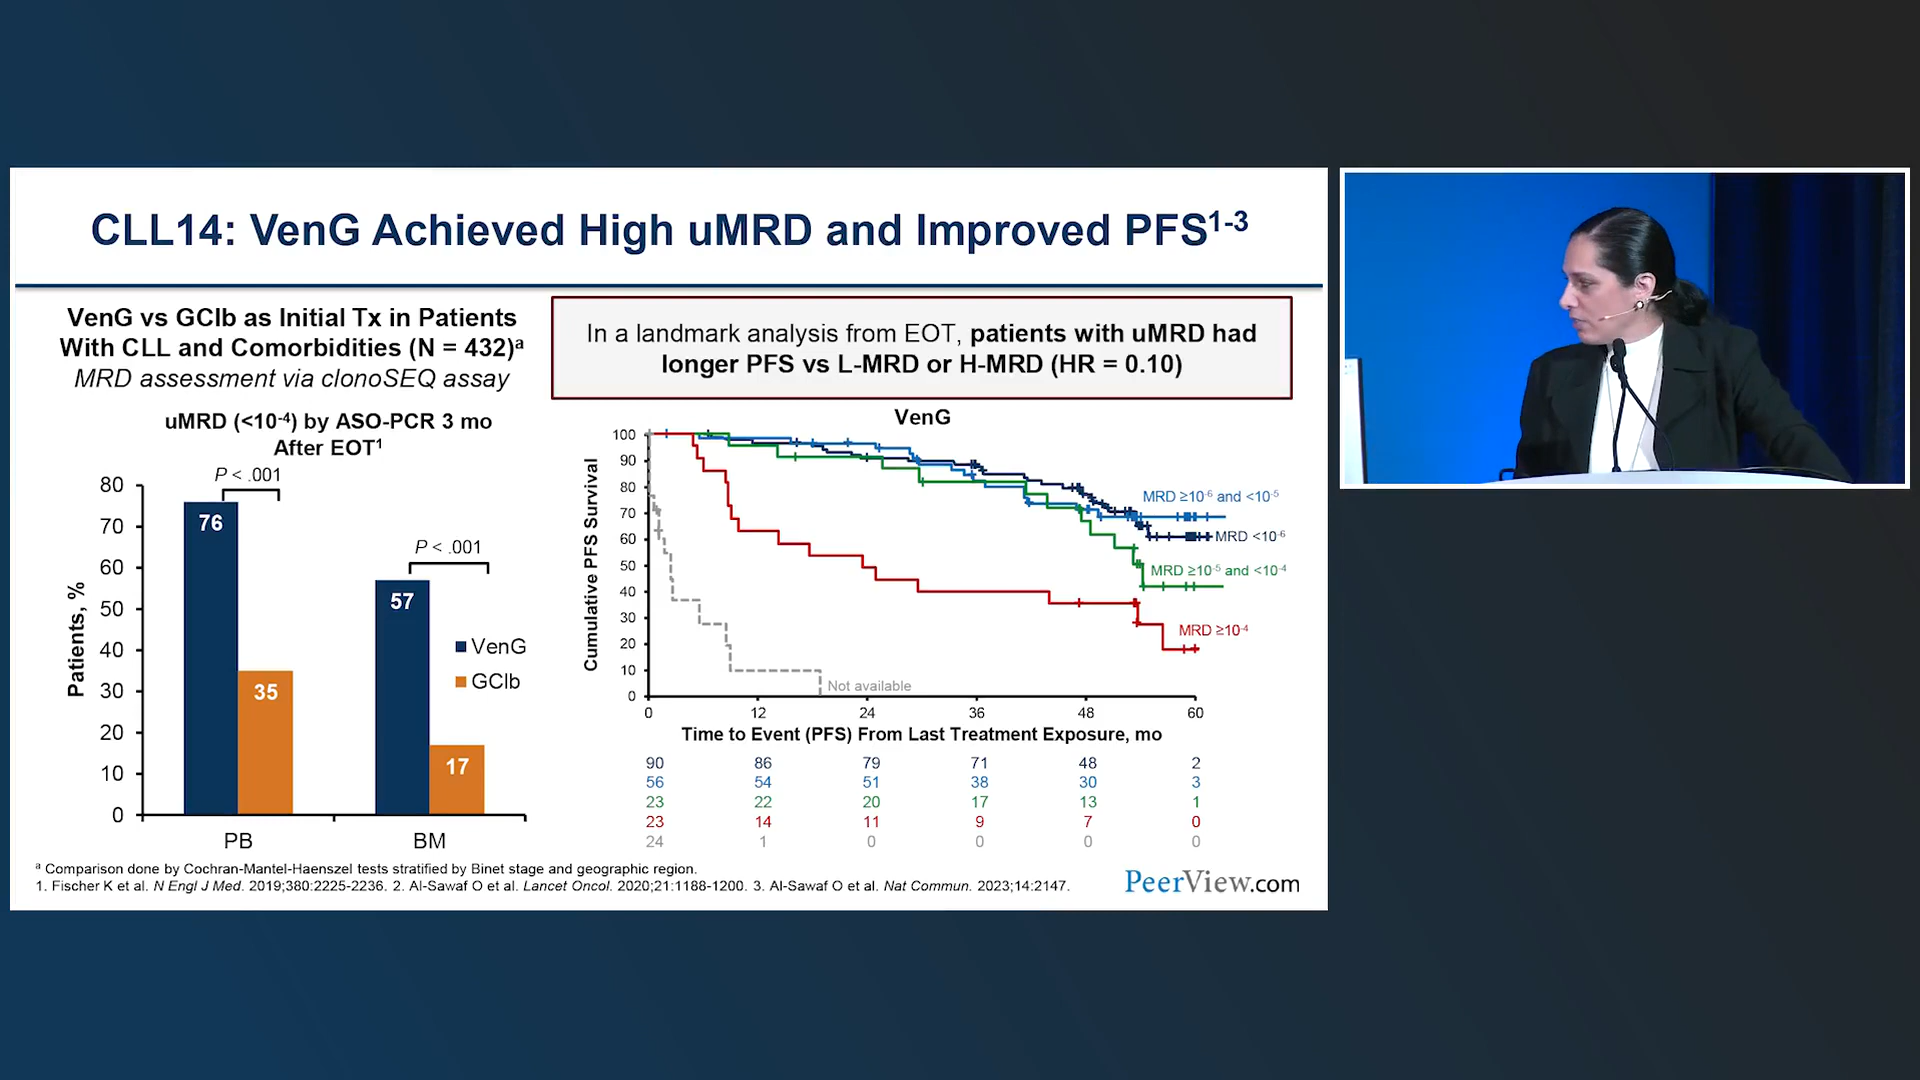 CLL14: VenG Achieved High uMRD and Improved PFS1-3
VenG vs GClb as Initial Tx in Patients
With CLL and Comorbidities (N = 432)a
MRD assessment via clonoSEQ assay
uMRD (<10-4) by ASO-PCR 3 mo
After EOT1
P < .001
P < .001
Patients, %
80
70
60
50
40
30
20
10
0
76
35
57
17
VenG
GClb
PB
BM
In a landmark analysis from EOT, patients with uMRD had
longer PFS vs L-MRD or H-MRD (HR = 0.10)
VenG
Cumulative PFS Survival
100
90
80
70
60
50
40
30
20
10
0
MRD ≥10-6 and <10-5
MRD <10-6
MRD ≥10-5 and <10-4
MRD ≥10-4
Not available
0 12 24 36 48 60
Time to Event (PFS) From Last Treatment Exposure, mo
90 86 79 71 48 2
56 54 51 38 30 3
23 22 20 17 13 1
23 14 11 9 7 0
24 1 0 0 0 0
a Comparison done by Cochran-Mantel-Haenszel tests stratified by Binet stage and geographic region.
1. Fischer K et al. N Engl J Med. 2019;380:2225-2236. 2. Al-Sawaf O et al. Lancet Oncol. 2020;21:1188-1200. 3. Al-Sawaf O et al. Nat Commun. 2023;14:2147.
PeerView.com